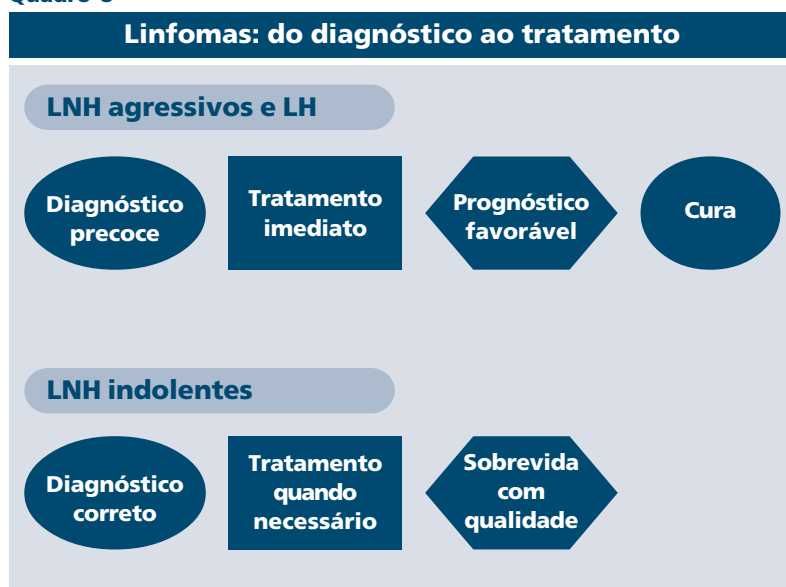 Linfomas: do diagnóstico ao tratamento
LNH agressivos e LH
Diagnóstico
precoce
Tratamento
imediato
Prognóstico
favorável
Cura
LNH indolentes
Diagnóstico
correto
Tratamento
quando
necessário
Sobrevida
com
qualidade